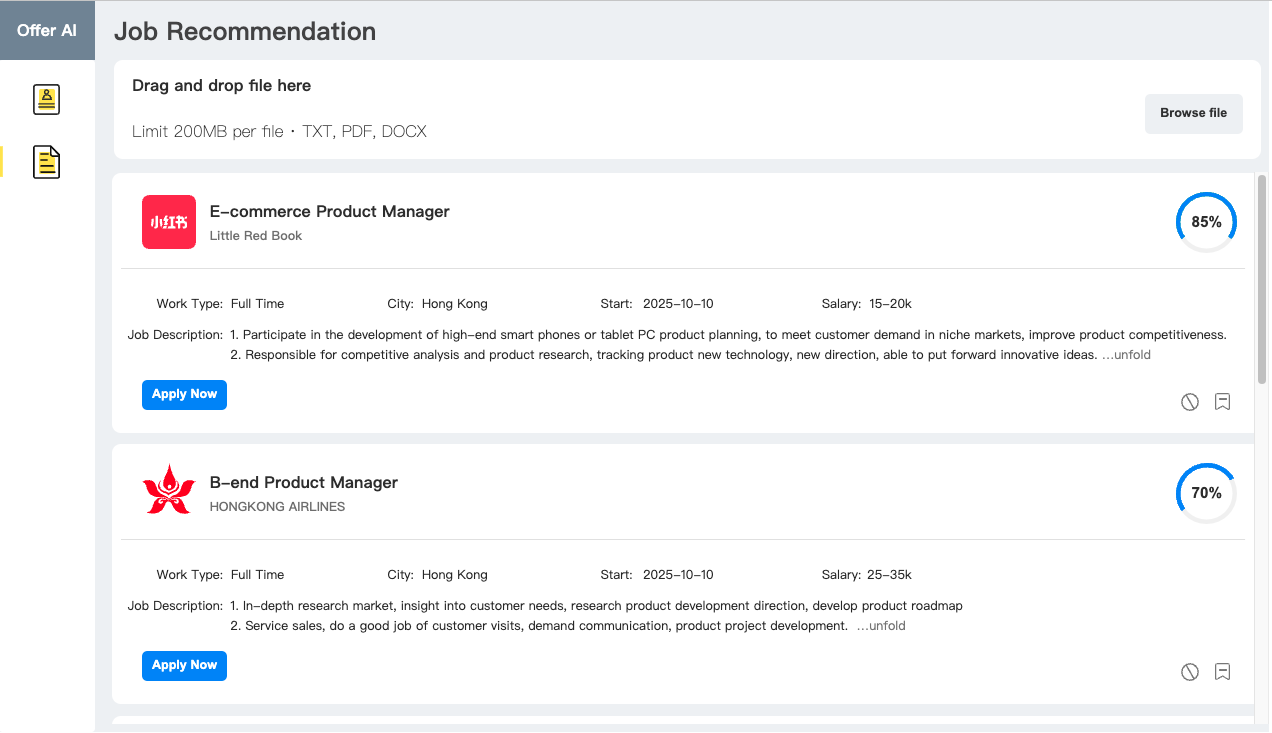 Offer AI
Job Recommendation
Drag and drop file here
Limit 200MB per file · TXT, PDF, DOCX
Browse file
小红书
E-commerce Product Manager
Little Red Book
85%
Work Type: Full Time City: Hong Kong Start: 2025-10-10 Salary: 15-20k
Job Description: 1. Participate in the development of high-end smart phones or tablet PC product planning, to meet customer demand in niche markets, improve product competitiveness.
2. Responsible for competitive analysis and product research, tracking product new technology, new direction, able to put forward innovative ideas. ...unfold
Apply Now
B-end Product Manager
HONGKONG AIRLINES
70%
Work Type: Full Time City: Hong Kong Start: 2025-10-10 Salary: 25-35k
Job Description: 1. In-depth research market, insight into customer needs, research product development direction, develop product roadmap
2. Service sales, do a good job of customer visits, demand communication, product project development. ...unfold
Apply Now